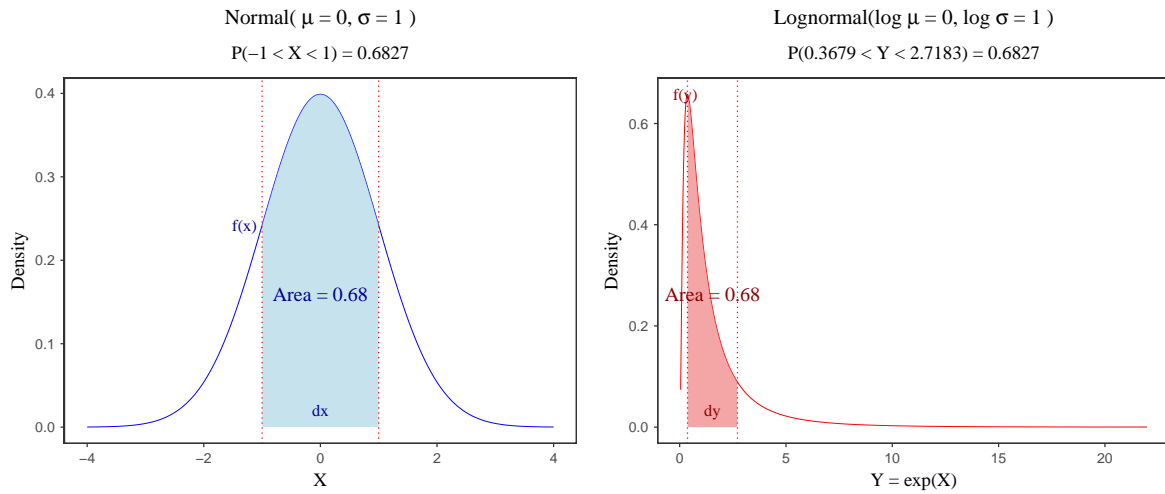 Normal( μ = 0, σ = 1 )
P(−1 < X < 1) = 0.6827
Density
0.4
0.3
0.2
0.1
0.0
f(x)
Area = 0.68
dx
−4
−2
0
2
4
X
Lognormal(log μ = 0, log σ = 1 )
P(0.3679 < Y < 2.7183) = 0.6827
Density
0.6
0.4
0.2
0.0
f(y)
Area = 0.68
dy
0
5
10
15
20
Y = exp(X)